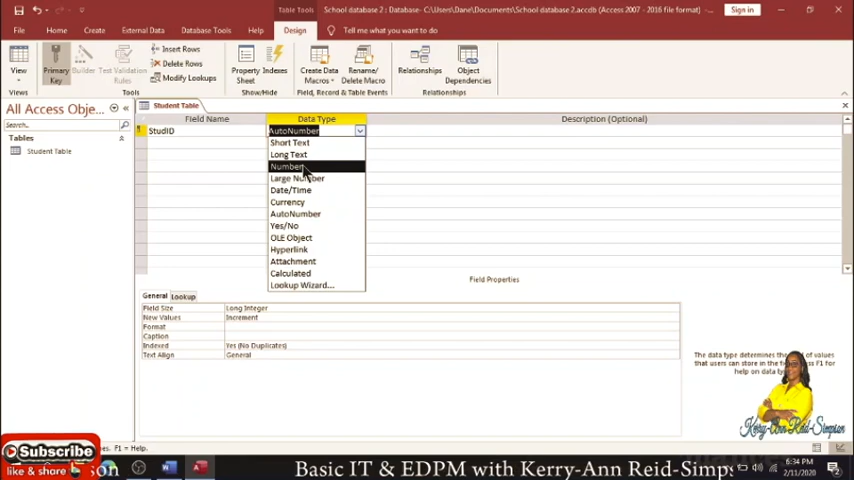 Table Tools
School database 2 : Database- C:\Users\Dane\Documents\School database 2.accdb (Access 2007 - 2016 file format)
Sign in
File
Home
Create
External Data
Database Tools
Help
Design
Tell me what you want to do
View
Primary Key
Builder
Test Validation Rules
Insert Rows
Delete Rows
Modify Lookups
Property Sheet
Indexes
Create Data Macros
Rename/ Delete Macro
Relationships
Object Dependencies
Views
Tools
Show/Hide
Field, Record & Table Events
Relationships
All Access Obje...
Search...
Tables
Student Table
Student Table
Field Name
Data Type
Description (Optional)
StudID
AutoNumber
Short Text
Long Text
Number
Large Number
Date/Time
Currency
AutoNumber
Yes/No
OLE Object
Hyperlink
Attachment
Calculated
Lookup Wizard...
Field Properties
General
Lookup
Field Size
Long Integer
New Values
Increment
Format
Caption
Indexed
Yes (No Duplicates)
Text Align
General
The data type determines the
of values
that users can store in the
F1 for
help on data
Kerry-Ann Reid-Simpson
Subscribe
like & share
F1 = Help.
son
Basic IT & EDPM with Kerry-Ann Reid-Simps
6:34 PM
2/11/2020